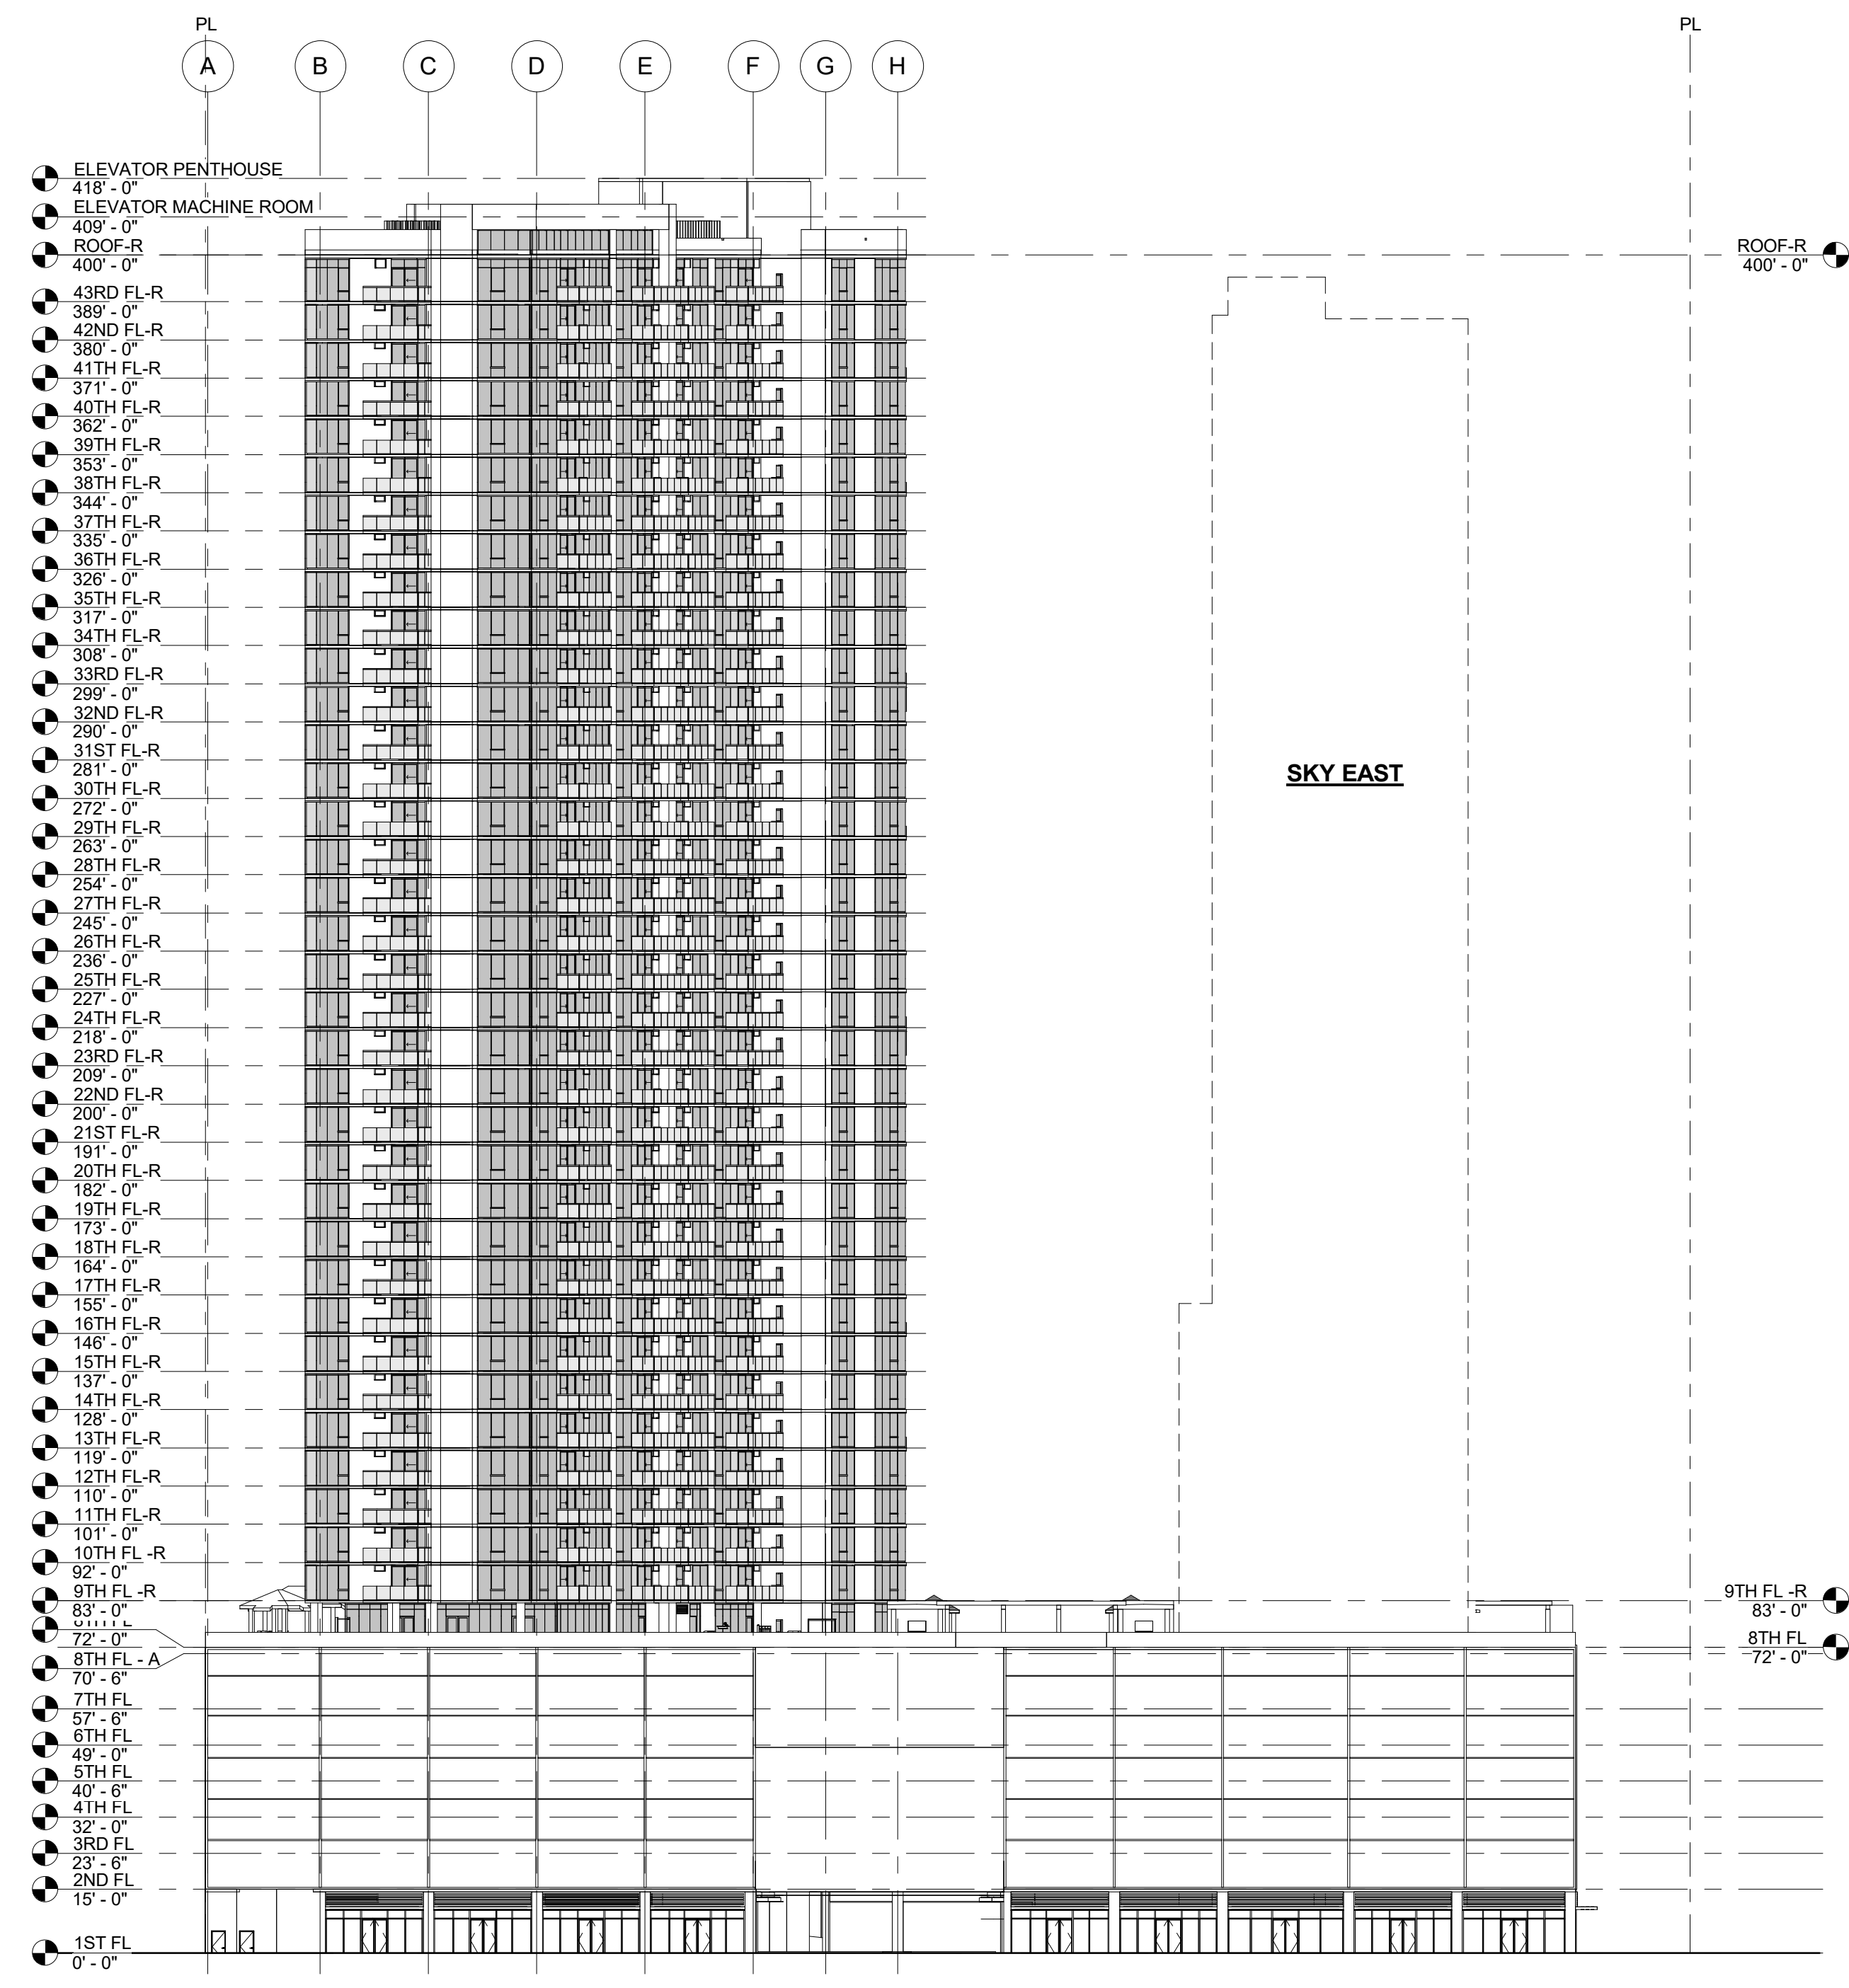 PL
PL
A
B
C
D
E
F
G
H
ELEVATOR PENTHOUSE
418' - 0"
ELEVATOR MACHINE ROOM
409' - 0"
ROOF-R
400' - 0"
ROOF-R
400' - 0"
43RD FL-R
389' - 0"
42ND FL-R
380' - 0"
41TH FL-R
371' - 0"
40TH FL-R
362' - 0"
39TH FL-R
353' - 0"
38TH FL-R
344' - 0"
37TH FL-R
335' - 0"
36TH FL-R
326' - 0"
35TH FL-R
317' - 0"
34TH FL-R
308' - 0"
33RD FL-R
299' - 0"
32ND FL-R
290' - 0"
31ST FL-R
281' - 0"
SKY EAST
30TH FL-R
272' - 0"
29TH FL-R
263' - 0"
28TH FL-R
254' - 0"
27TH FL-R
245' - 0"
26TH FL-R
236' - 0"
25TH FL-R
227' - 0"
24TH FL-R
218' - 0"
23RD FL-R
209' - 0"
22ND FL-R
200' - 0"
21ST FL-R
191' - 0"
20TH FL-R
182' - 0"
19TH FL-R
173' - 0"
18TH FL-R
164' - 0"
17TH FL-R
155' - 0"
16TH FL-R
146' - 0"
15TH FL-R
137' - 0"
14TH FL-R
128' - 0"
13TH FL-R
119' - 0"
12TH FL-R
110' - 0"
11TH FL-R
101' - 0"
10TH FL -R
92' - 0"
9TH FL -R
83' - 0"
9TH FL -R
83' - 0"
8TH FL
72' - 0"
8TH FL
72' - 0"
8TH FL - A
70' - 6"
7TH FL
57' - 6"
6TH FL
49' - 0"
5TH FL
40' - 6"
4TH FL
32' - 0"
3RD FL
23' - 6"
2ND FL
15' - 0"
1ST FL
0' - 0"